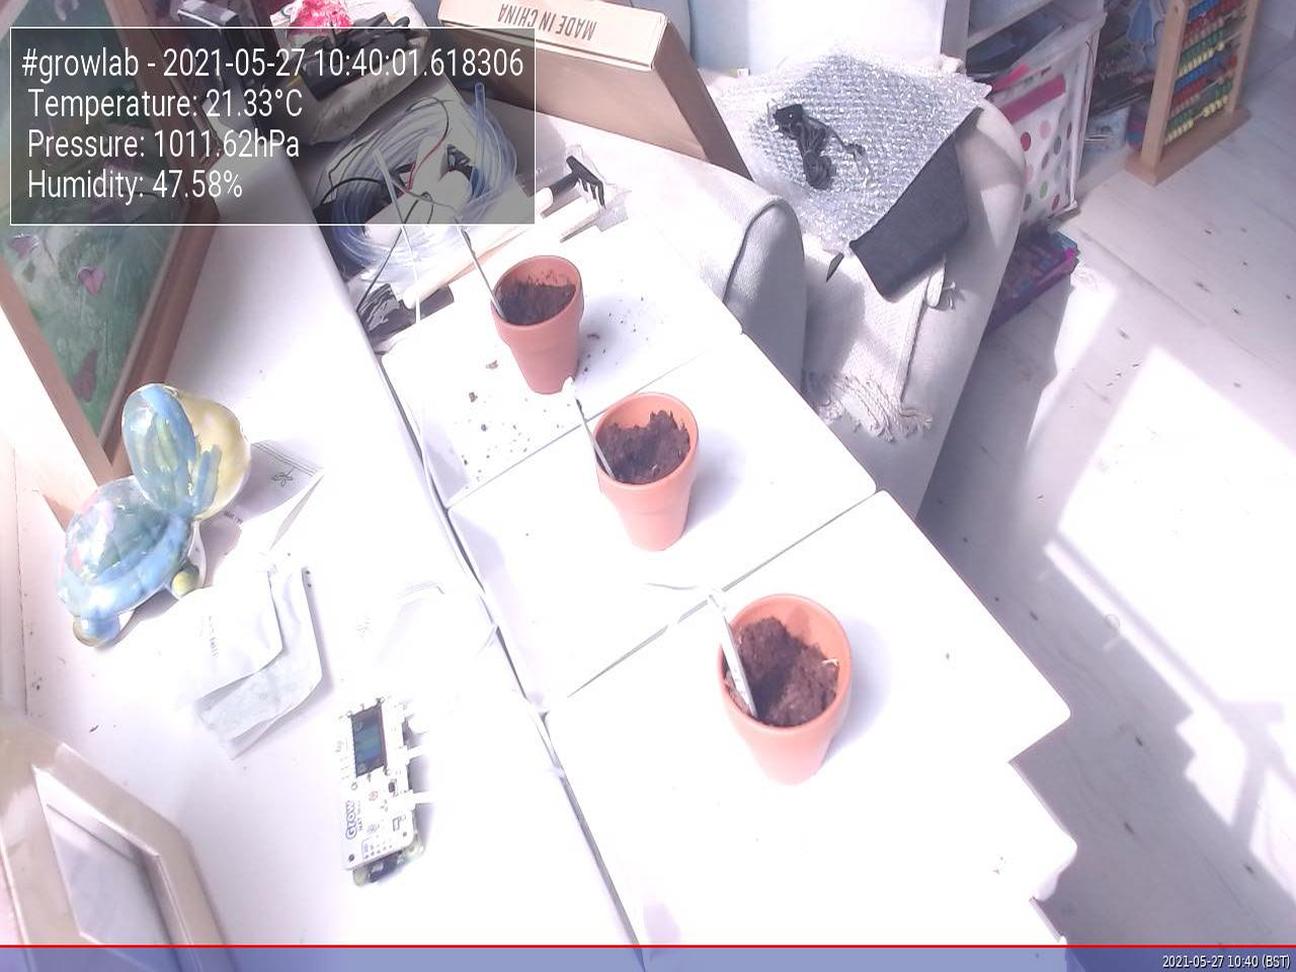 #growlab - 2021-05-27 10:40:01.618306
Temperature: 21.33°C
Pressure: 1011.62hPa
Humidity: 47.58%
MADE IN CHINA
Grow
2021-05-27 10:40 (BST)